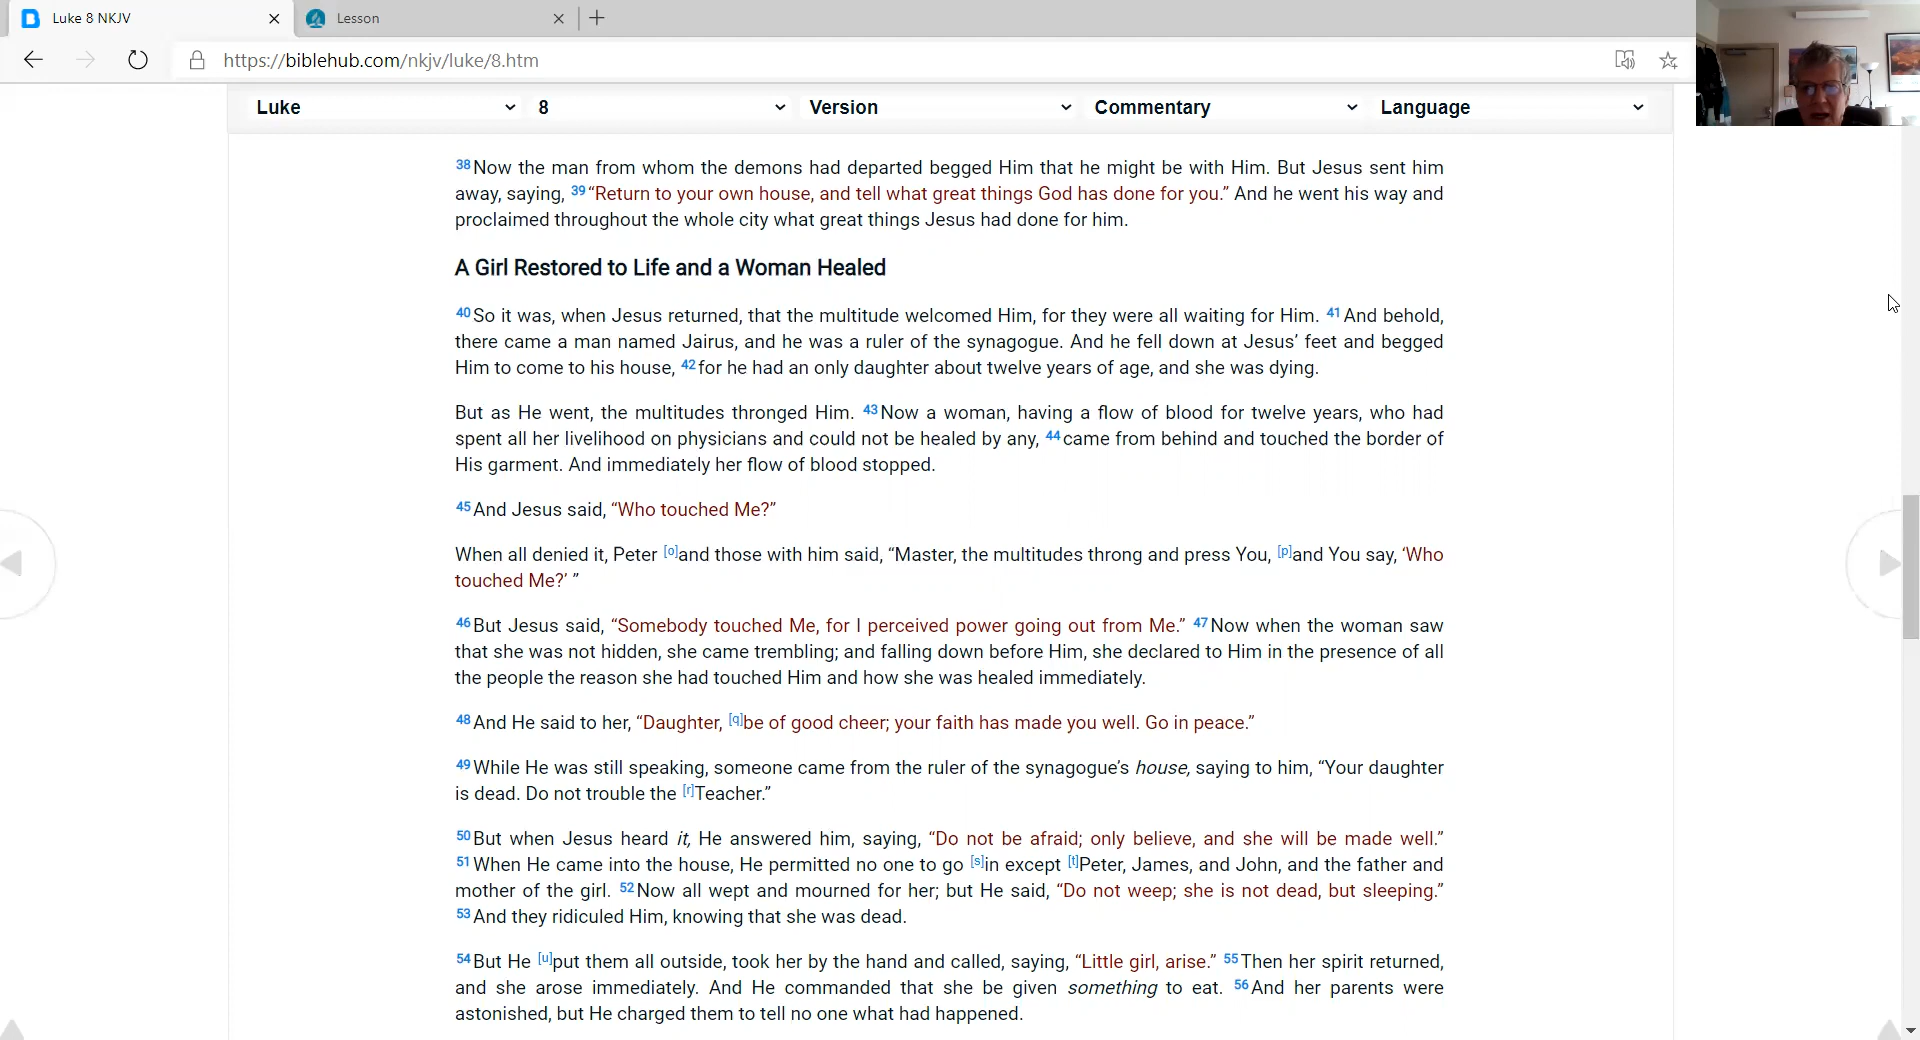 Luke 8 NKJV
Lesson
https://biblehub.com/nkjv/luke/8.htm
Luke 8 Version Commentary Language
38 Now the man from whom the demons had departed begged Him that he might be with Him. But Jesus sent him
away, saying, 39 “Return to your own house, and tell what great things God has done for you.” And he went his way and
proclaimed throughout the whole city what great things Jesus had done for him.
A Girl Restored to Life and a Woman Healed
40 So it was, when Jesus returned, that the multitude welcomed Him, for they were all waiting for Him. 41 And behold,
there came a man named Jairus, and he was a ruler of the synagogue. And he fell down at Jesus’ feet and begged
Him to come to his house, 42 for he had an only daughter about twelve years of age, and she was dying.
But as He went, the multitudes thronged Him. 43 Now a woman, having a flow of blood for twelve years, who had
spent all her livelihood on physicians and could not be healed by any, 44 came from behind and touched the border of
His garment. And immediately her flow of blood stopped.
45 And Jesus said, “Who touched Me?”
When all denied it, Peter [o]and those with him said, “Master, the multitudes throng and press You, [p]and You say, ‘Who
touched Me?’ ”
46 But Jesus said, “Somebody touched Me, for I perceived power going out from Me.” 47 Now when the woman saw
that she was not hidden, she came trembling; and falling down before Him, she declared to Him in the presence of all
the people the reason she had touched Him and how she was healed immediately.
48 And He said to her, “Daughter, [q]be of good cheer; your faith has made you well. Go in peace.”
49 While He was still speaking, someone came from the ruler of the synagogue’s house, saying to him, “Your daughter
is dead. Do not trouble the [r]Teacher.”
50 But when Jesus heard it, He answered him, saying, “Do not be afraid; only believe, and she will be made well.”
51 When He came into the house, He permitted no one to go [s]in except [t]Peter, James, and John, and the father and
mother of the girl. 52 Now all wept and mourned for her; but He said, “Do not weep; she is not dead, but sleeping.”
53 And they ridiculed Him, knowing that she was dead.
54 But He [u]put them all outside, took her by the hand and called, saying, “Little girl, arise.” 55 Then her spirit returned,
and she arose immediately. And He commanded that she be given something to eat. 56 And her parents were
astonished, but He charged them to tell no one what had happened.